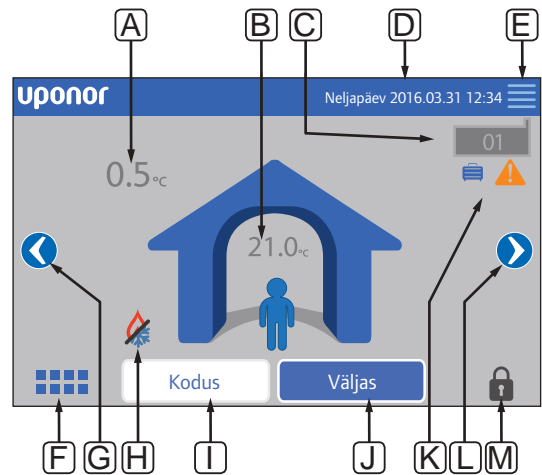 A B C D E
uponor Neljapäev 2016.03.31 12:34
01
0.5°C
21.0°C
Kodus Väljas
F G H I J K L M